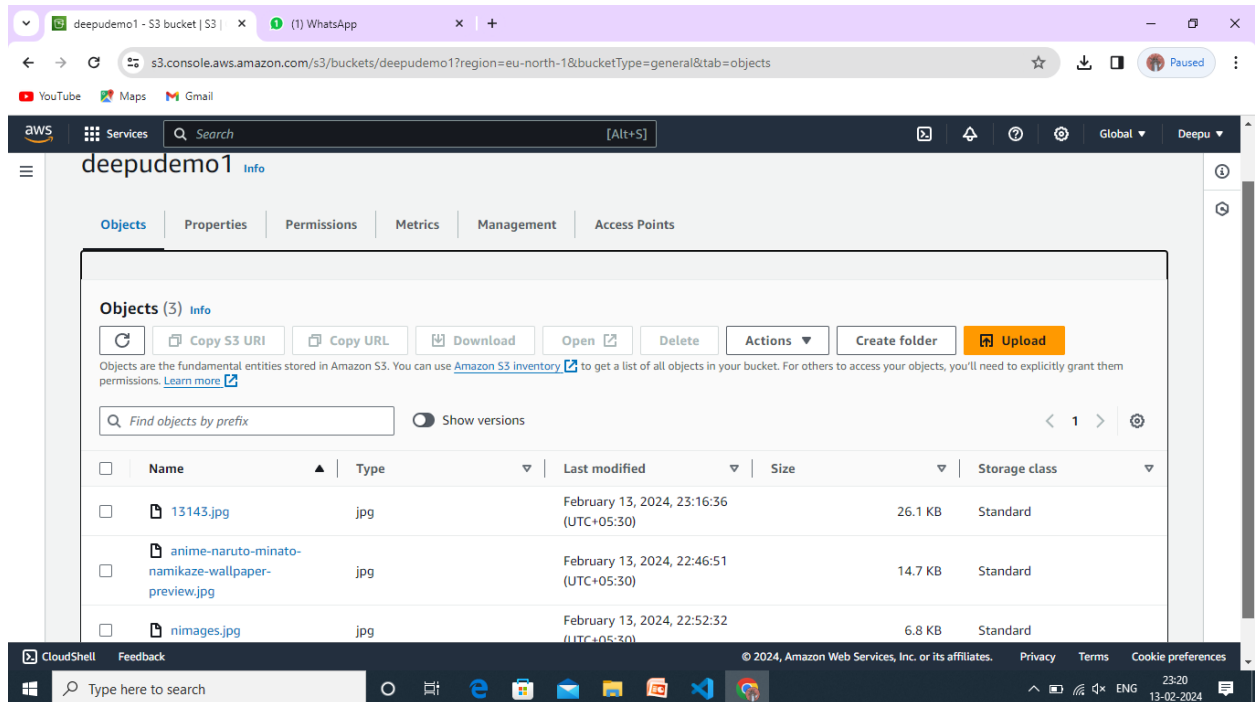 deepudemo1 - S3 bucket | S3 |
(1) WhatsApp
s3.console.aws.amazon.com/s3/buckets/deepudemo1?region=eu-north-1&bucketType=general&tab=objects
Paused
YouTube Maps Gmail
aws Services Search [Alt+S] Global Deepu
deepudemo1 Info
Objects Properties Permissions Metrics Management Access Points
Objects (3) Info
Copy S3 URI Copy URL Download Open Delete Actions Create folder Upload
Objects are the fundamental entities stored in Amazon S3. You can use Amazon S3 inventory to get a list of all objects in your bucket. For others to access your objects, you'll need to explicitly grant them
permissions. Learn more
Find objects by prefix Show versions 1
Name Type Last modified Size Storage class
13143.jpg jpg February 13, 2024, 23:16:36 (UTC+05:30) 26.1 KB Standard
anime-naruto-minato-
namikaze-wallpaper-
preview.jpg
jpg February 13, 2024, 22:46:51 (UTC+05:30) 14.7 KB Standard
nimages.jpg jpg February 13, 2024, 22:52:32 (UTC+05:30) 6.8 KB Standard
CloudShell Feedback © 2024, Amazon Web Services, Inc. or its affiliates. Privacy Terms Cookie preferences
Type here to search ENG 23:20
13-02-2024